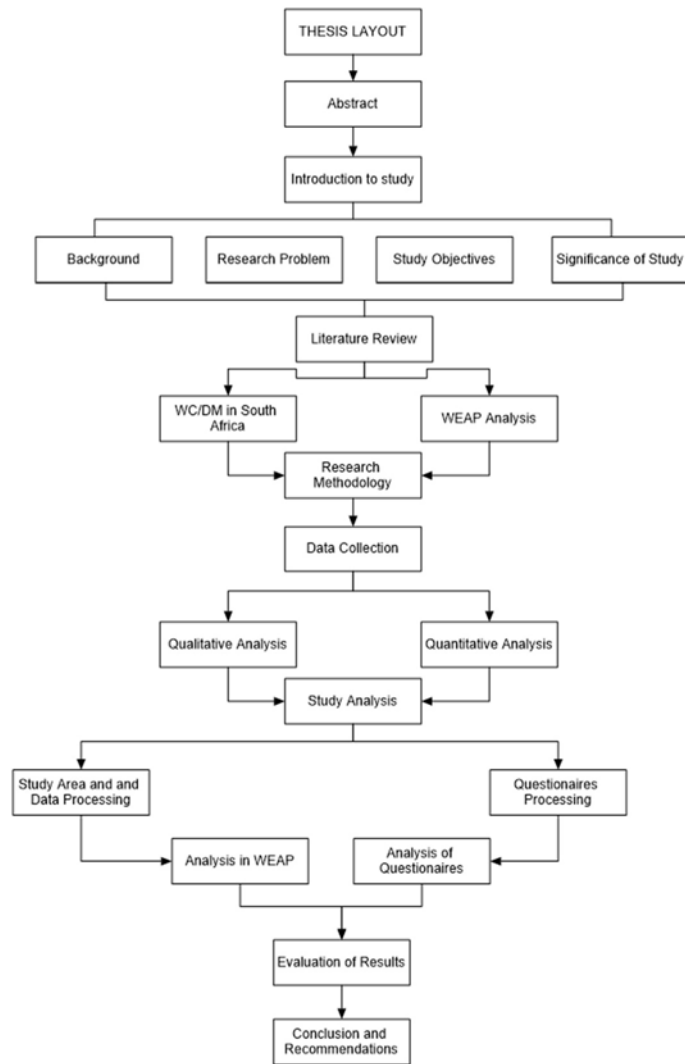 THESIS LAYOUT
Abstract
Introduction to study
Background
Research Problem
Study Objectives
Significance of Study
Literature Review
WC/DM in South
Africa
WEAP Analysis
Research
Methodology
Data Collection
Qualitative Analysis
Quantitative Analysis
Study Analysis
Study Area and and
Data Processing
Questionaires
Processing
Analysis in WEAP
Analysis of
Questionaires
Evaluation of Results
Conclusion and
Recommendations